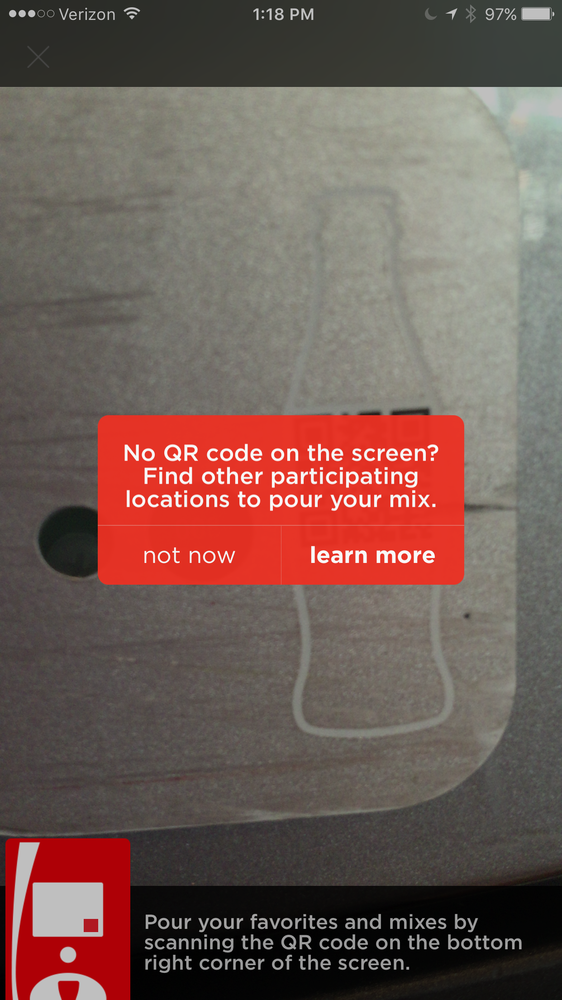 Verizon 1:18 PM 97%
No QR code on the screen?
Find other participating
locations to pour your mix.
not now learn more
Pour your favorites and mixes by
scanning the QR code on the bottom
right corner of the screen.